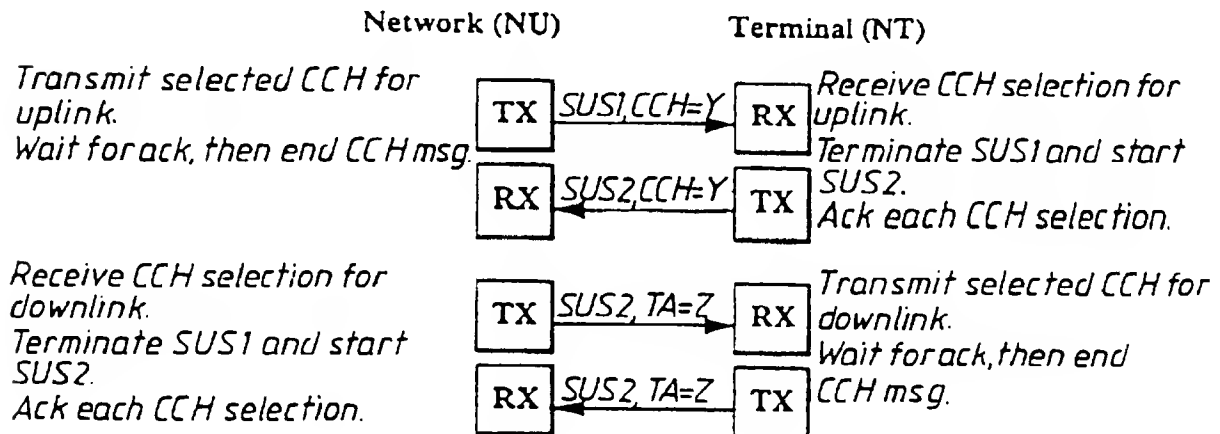 Network (NU) Terminal (NT)
Transmit selected CCH for
uplink.
Wait for ack, then end CCH msg.
TX
SUS1,CCH=Y
RX
Receive CCH selection for
uplink.
Terminate SUS1 and start
SUS2.
Ack each CCH selection.
RX
SUS2,CCH=Y
TX
Receive CCH selection for
downlink.
Terminate SUS1 and start
SUS2.
Ack each CCH selection.
TX
SUS2, TA=Z
RX
Transmit selected CCH for
downlink.
Wait for ack, then end
CCH msg.
RX
SUS2, TA=Z
TX